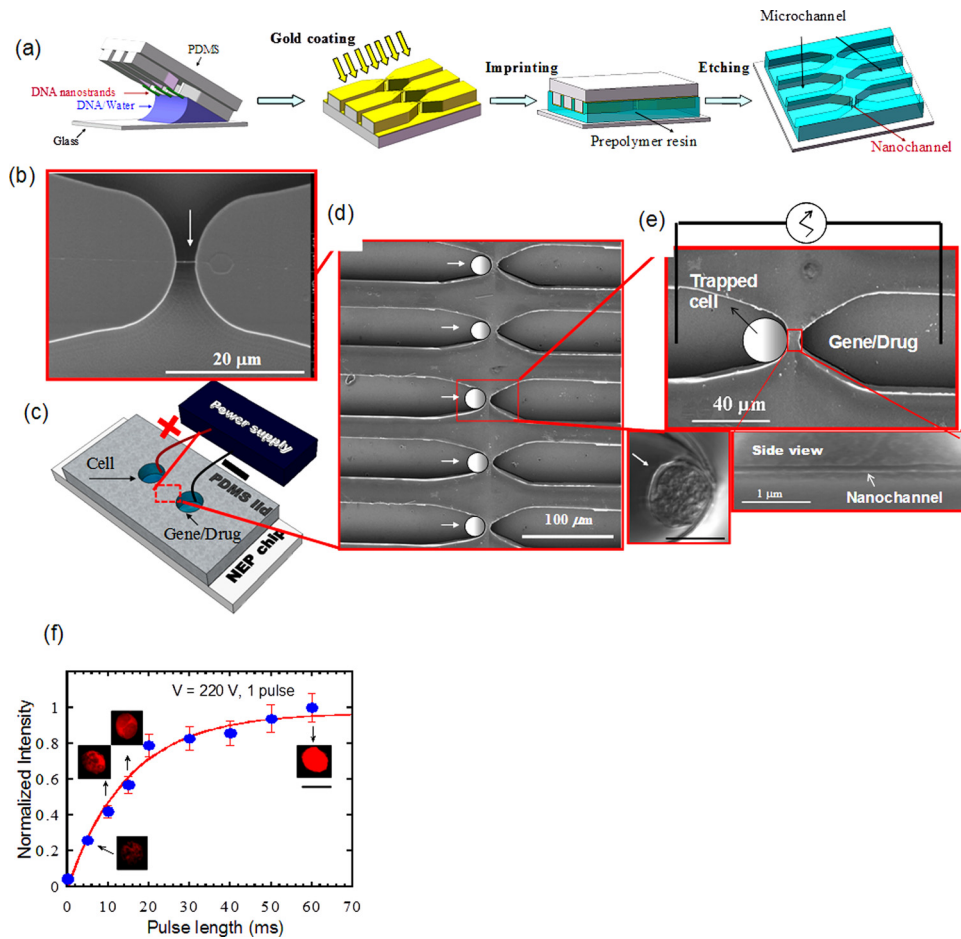 (a)
PDMS
DNA nanostrands
DNA/Water
Glass
Gold coating
Imprinting
Prepolymer resin
Etching
Microchannel
Nanochannel
(b)
20 μm
(c)
Power supply
Cell
PDMS lid
Gene/Drug
NEP chip
(d)
100 μm
(e)
Trapped
cell
Gene/Drug
40 μm
Side view
1 μm
Nanochannel
(f)
V = 220 V, 1 pulse
Normalized Intensity
1
0.8
0.6
0.4
0.2
0
0 10 20 30 40 50 60 70
Pulse length (ms)